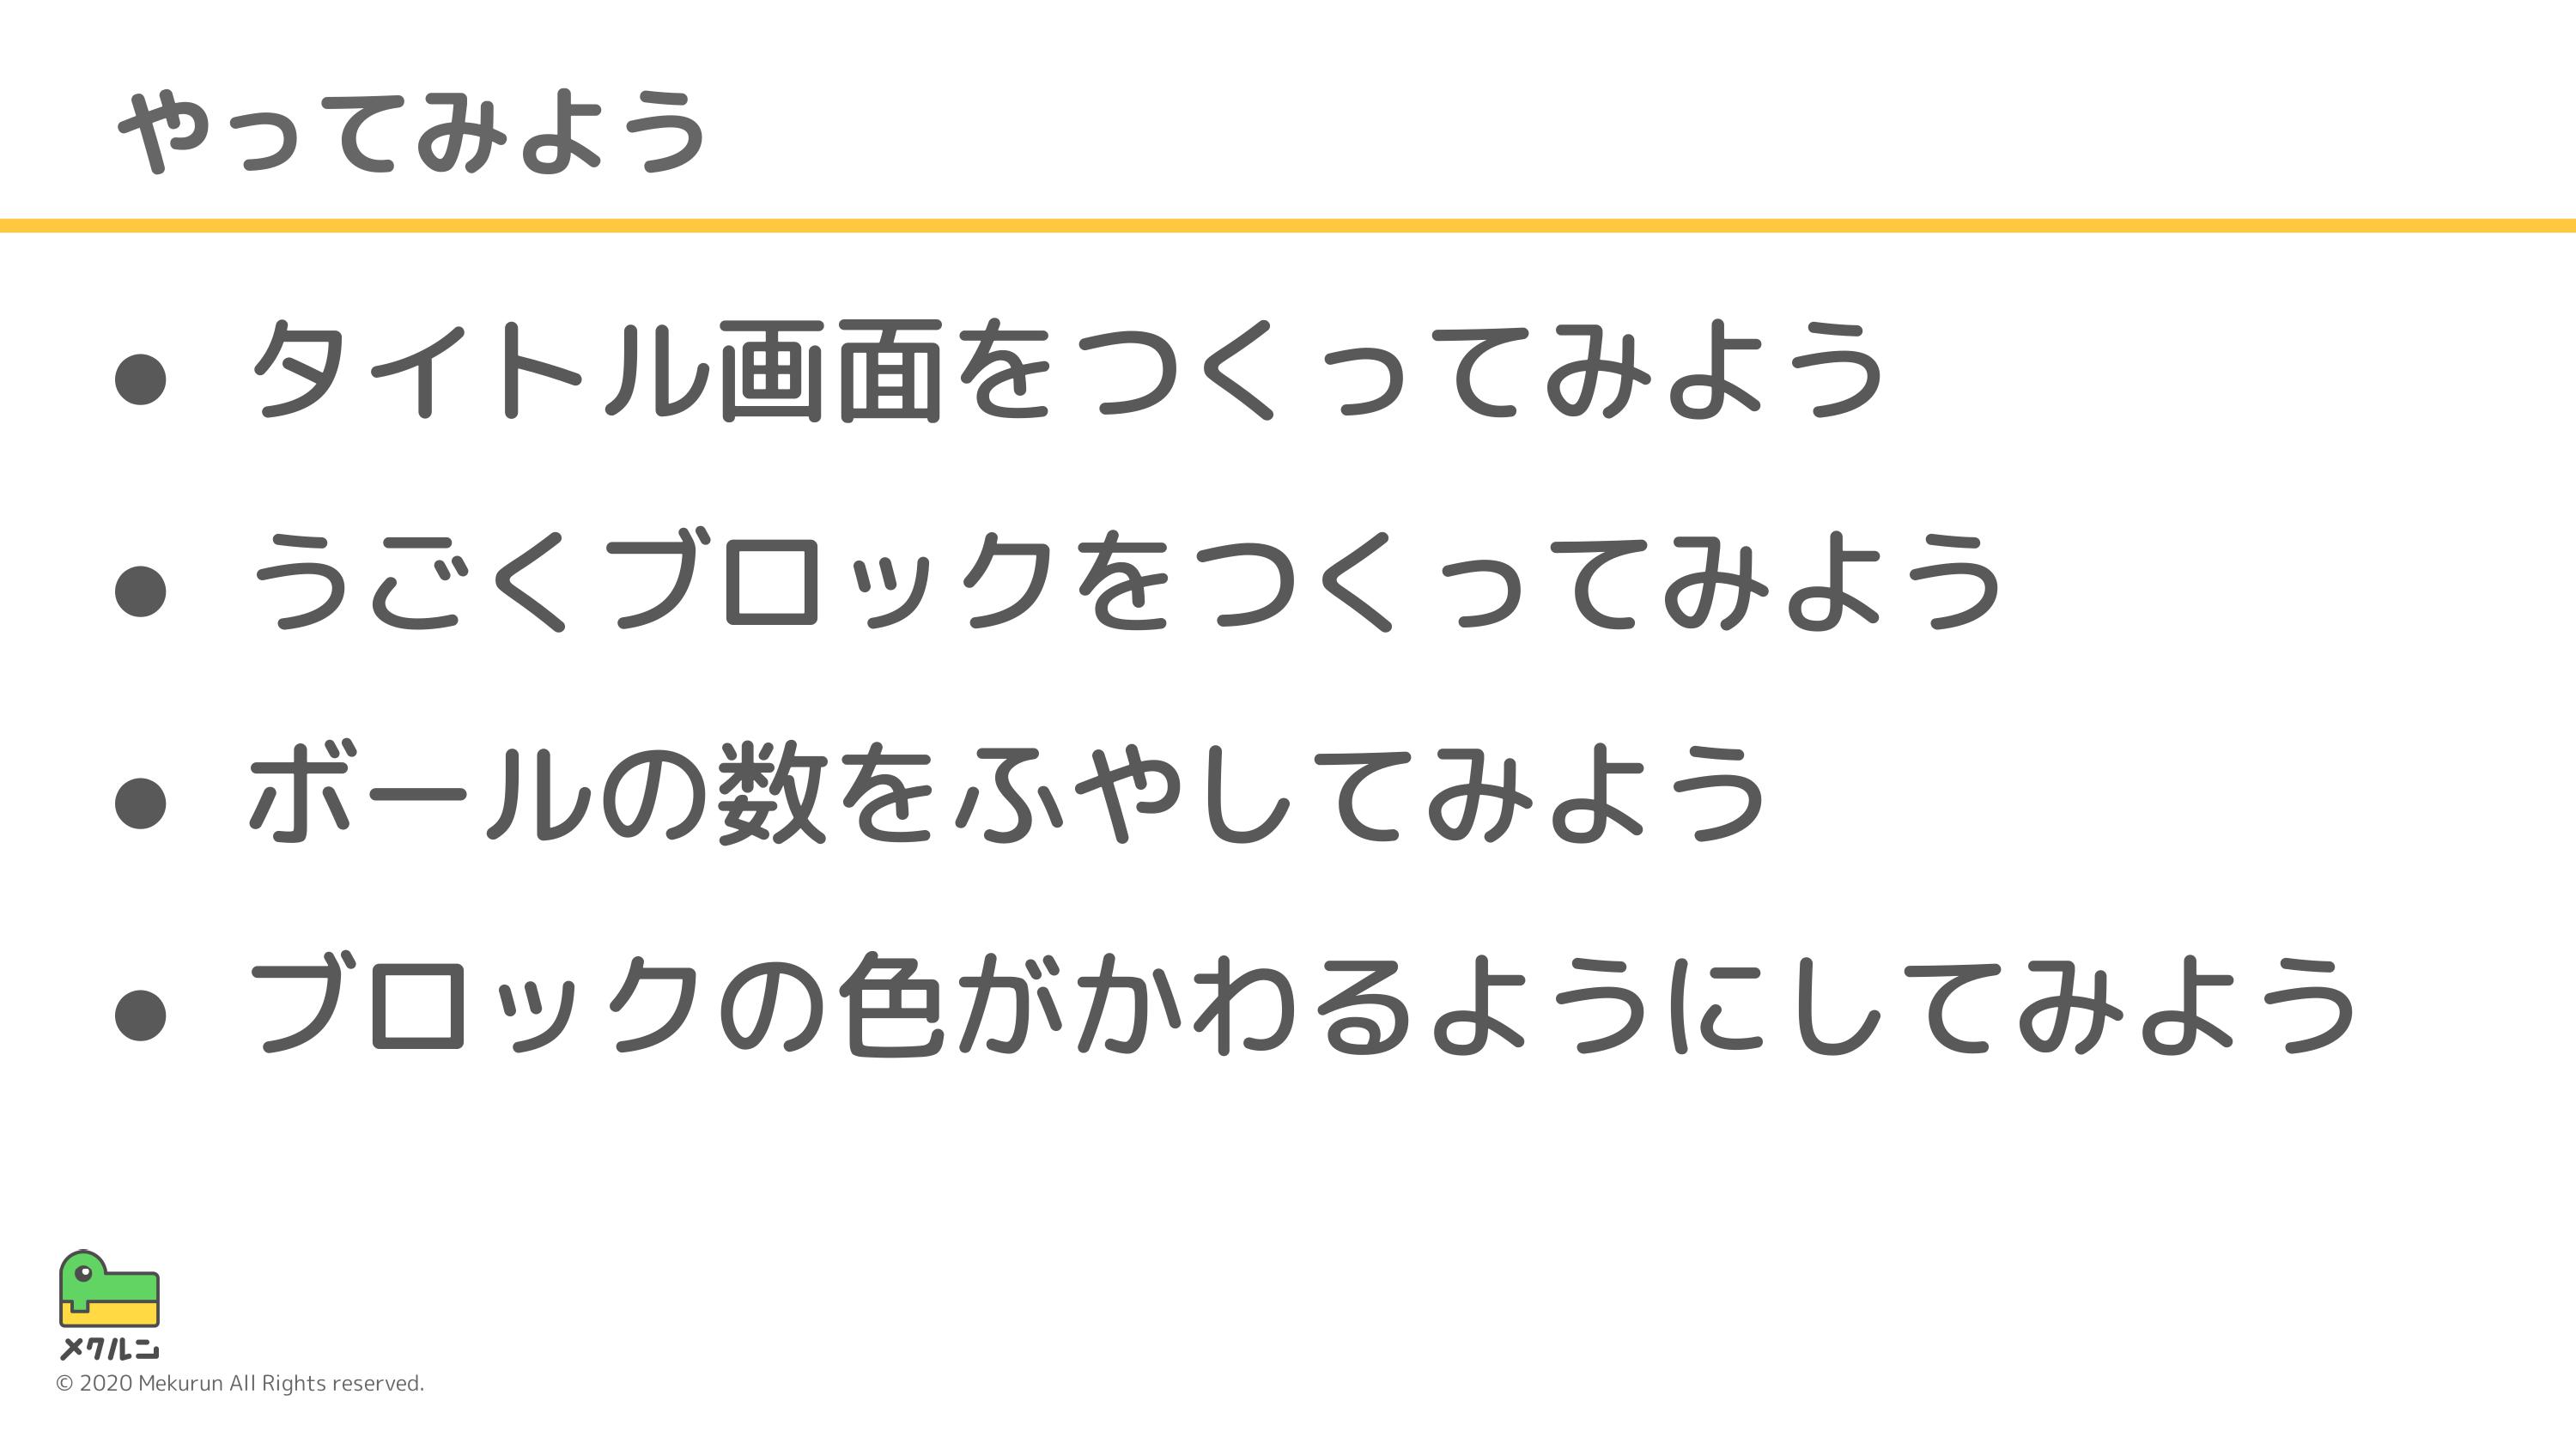 やってみよう
● タイトル画面をつくってみよう
● うごくブロックをつくってみよう
● ボールの数をふやしてみよう
● ブロックの色がかわるようにしてみよう
メクルン
© 2020 Mekurun All Rights reserved.